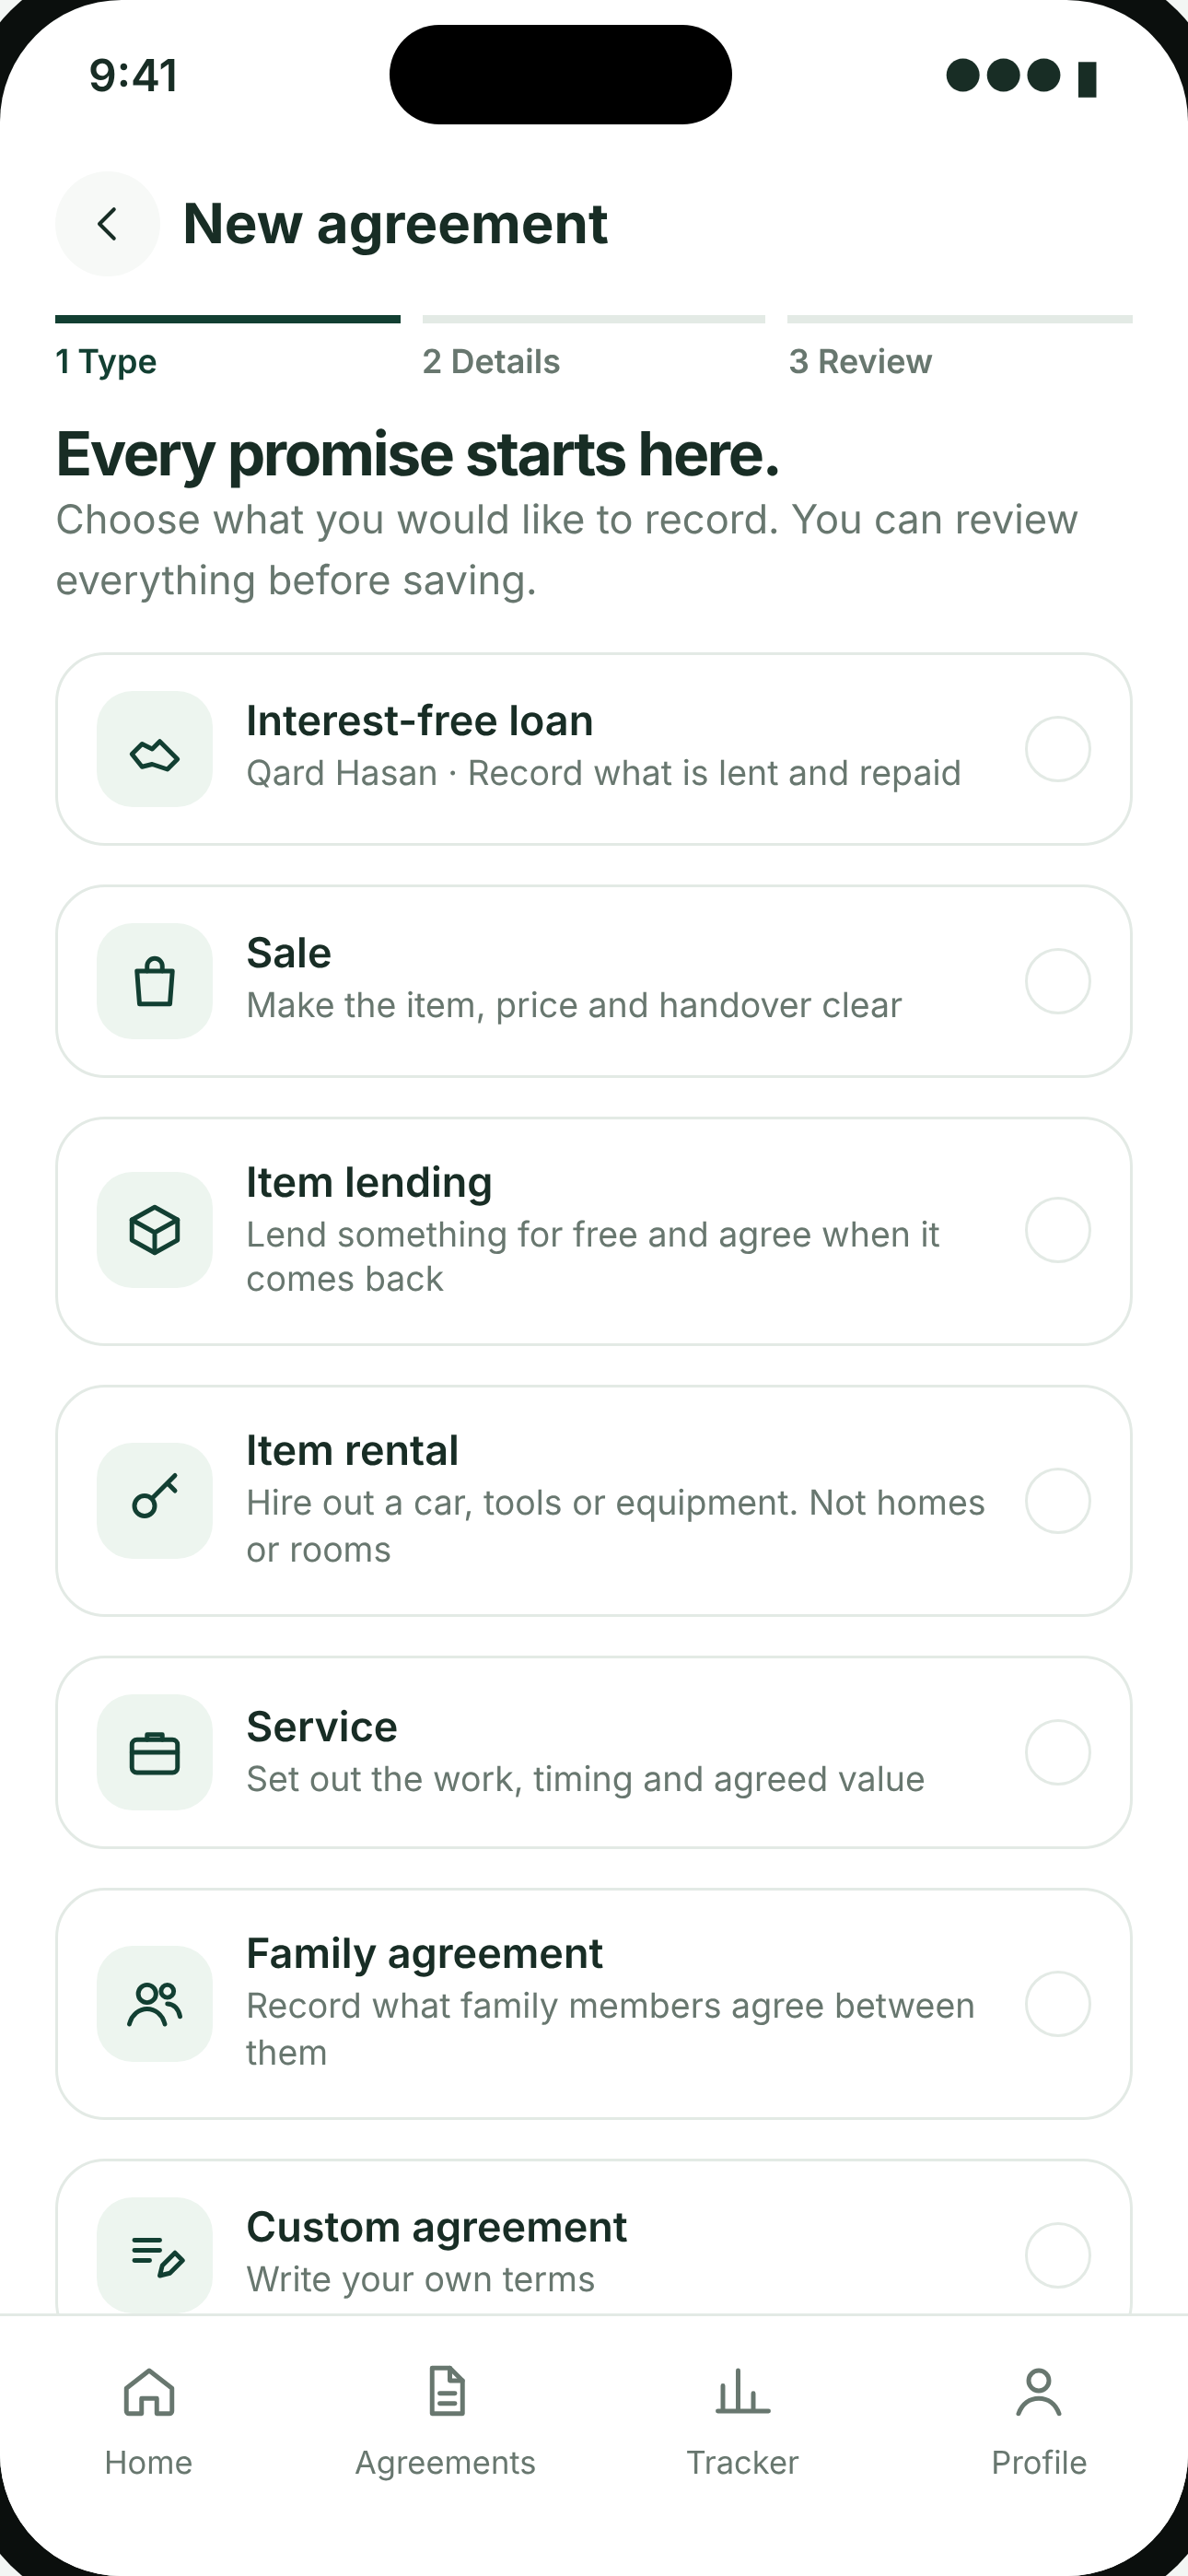 9:41
New agreement
1 Type
2 Details
3 Review
Every promise starts here.
Choose what you would like to record. You can review
everything before saving.
Interest-free loan
Qard Hasan · Record what is lent and repaid
Sale
Make the item, price and handover clear
Item lending
Lend something for free and agree when it
comes back
Item rental
Hire out a car, tools or equipment. Not homes
or rooms
Service
Set out the work, timing and agreed value
Family agreement
Record what family members agree between
them
Custom agreement
Write your own terms
Home
Agreements
Tracker
Profile